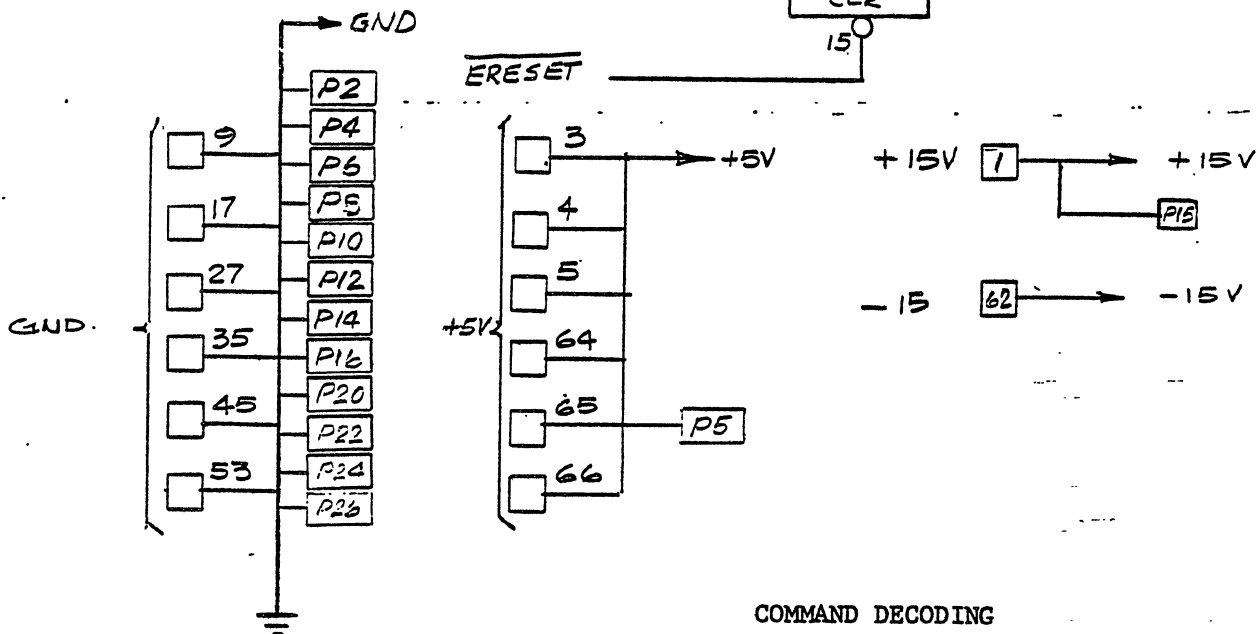 CLR
GND
15
ERESET
P2
P4
P6
P8
P10
P12
P14
P16
P20
P22
P24
P26
9
17
27
35
45
53
GND.
3
4
5
64
65
66
+5V
+5V
P5
+15V
1
+15V
P15
-15
62
-15V
COMMAND DECODING